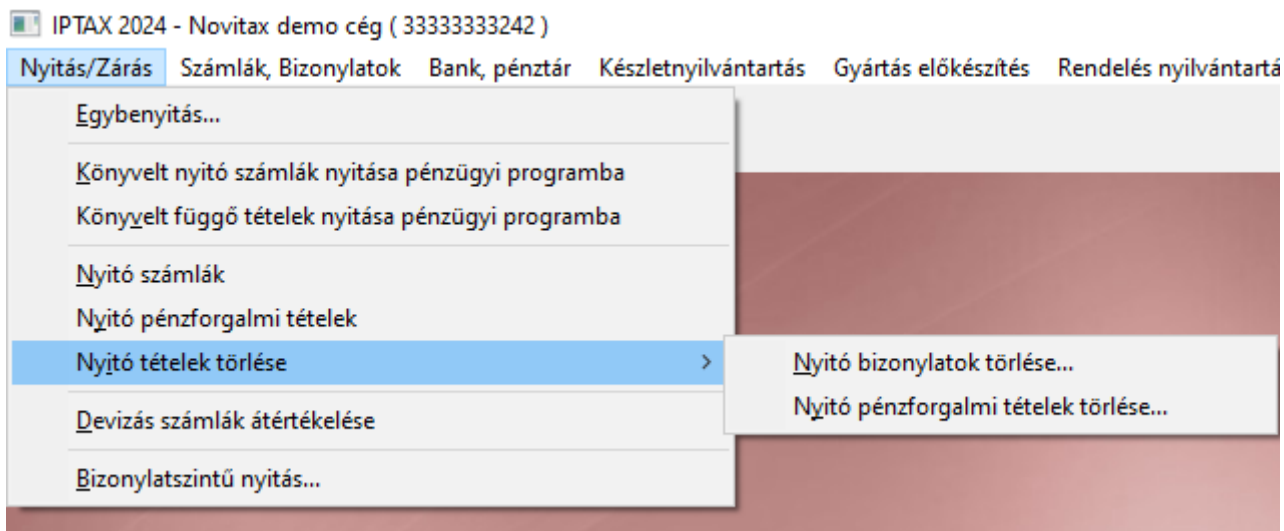 IPTAX 2024 - Novitax demo cég ( 33333333242 )
Nyitás/Zárás Számlák, Bizonylatok Bank, pénztár Készletnyilvántartás Gyártás előkészítés Rendelés nyilvántartá
Egybenyitás...
Könyvelt nyitó számlák nyitása pénzügyi programba
Könyvelt függő tételek nyitása pénzügyi programba
Nyitó számlák
Nyitó pénzforgalmi tételek
Nyitó tételek törlése >
Nyitó bizonylatok törlése...
Nyitó pénzforgalmi tételek törlése...
Devizás számlák átértékelése
Bizonylatszintű nyitás...